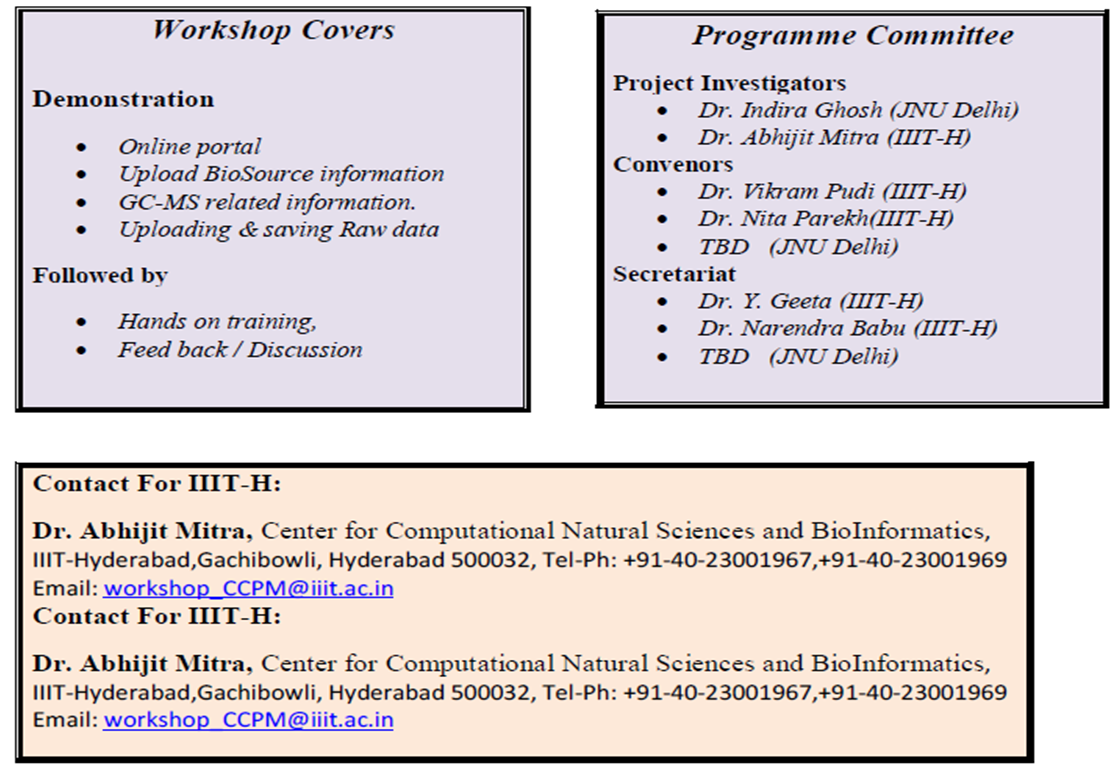 Workshop Covers
Demonstration
• Online portal
• Upload BioSource information
• GC-MS related information.
• Uploading & saving Raw data
Followed by
• Hands on training,
• Feed back / Discussion
Programme Committee
Project Investigators
• Dr. Indira Ghosh (JNU Delhi)
• Dr. Abhijit Mitra (IIIT-H)
Convenors
• Dr. Vikram Pudi (IIIT-H)
• Dr. Nita Parekh(IIIT-H)
• TBD (JNU Delhi)
Secretariat
• Dr. Y. Geeta (IIIT-H)
• Dr. Narendra Babu (IIIT-H)
• TBD (JNU Delhi)
Contact For IIIT-H:
Dr. Abhijit Mitra, Center for Computational Natural Sciences and BioInformatics,
IIIT-Hyderabad,Gachibowli, Hyderabad 500032, Tel-Ph: +91-40-23001967,+91-40-23001969
Email: workshop_CCPM@iiit.ac.in
Contact For IIIT-H:
Dr. Abhijit Mitra, Center for Computational Natural Sciences and BioInformatics,
IIIT-Hyderabad,Gachibowli, Hyderabad 500032, Tel-Ph: +91-40-23001967,+91-40-23001969
Email: workshop_CCPM@iiit.ac.in